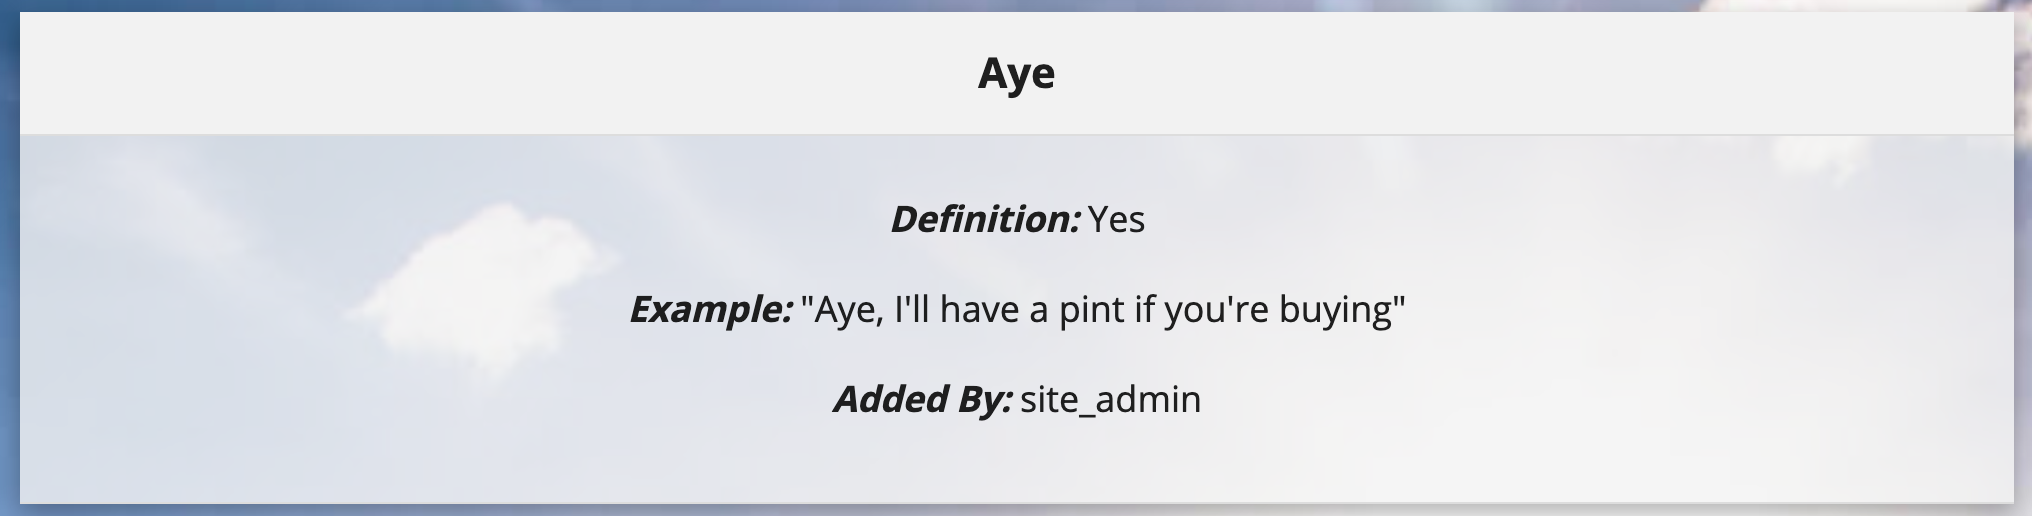 Aye
Definition: Yes
Example: "Aye, I'll have a pint if you're buying"
Added By: site_admin